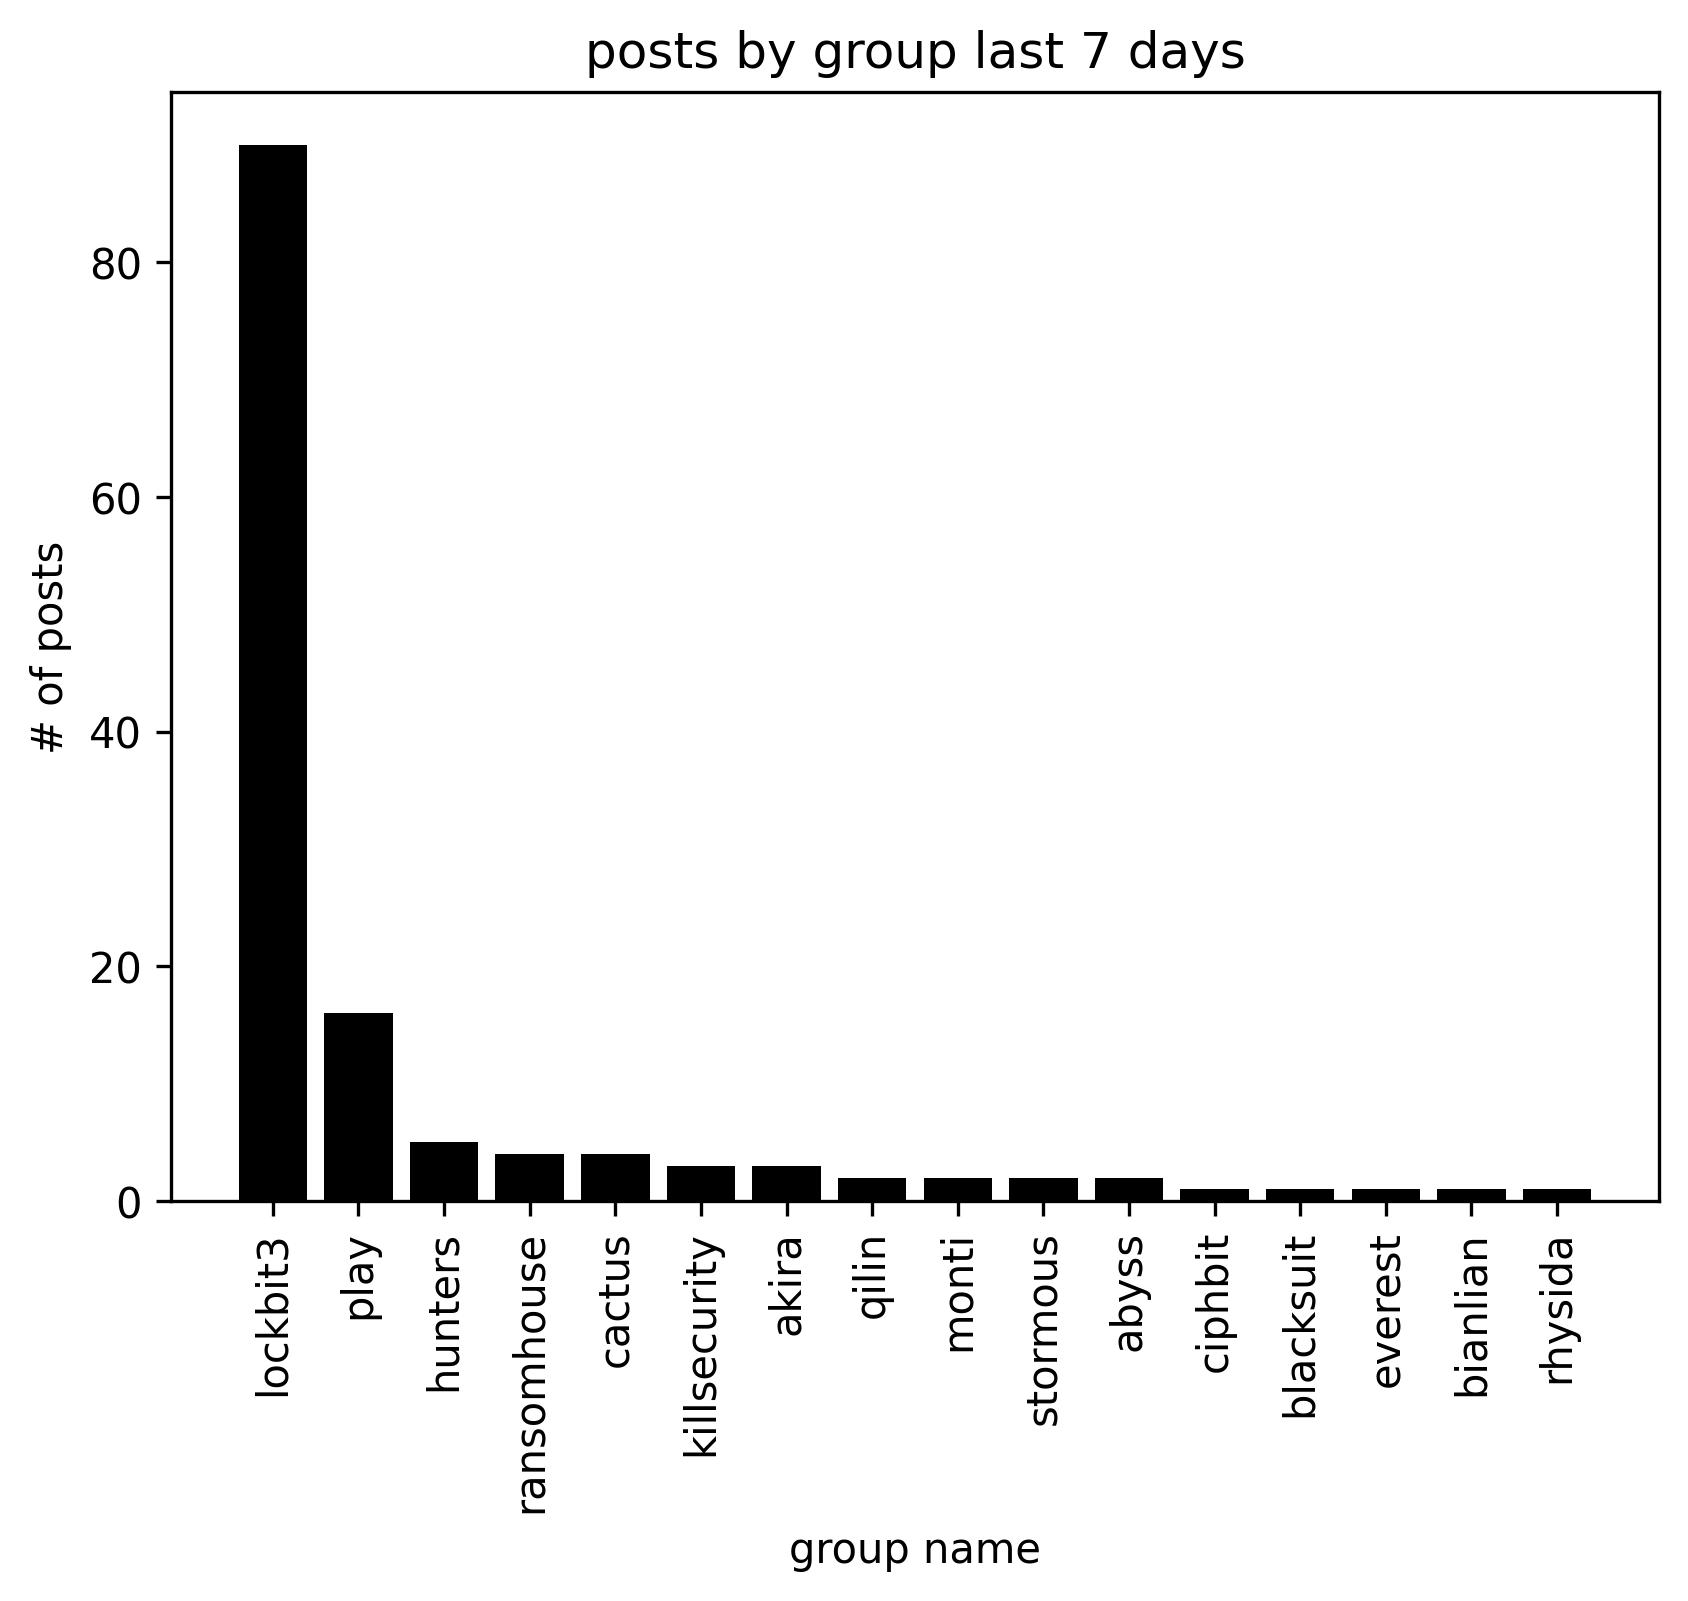 posts by group last 7 days
# of posts
80
60
40
20
0
lockbit3
play
hunters
ransomhouse
cactus
killsecurity
akira
qilin
monti
stormous
abyss
ciphbit
blacksuit
everest
bianlian
rhysida
group name